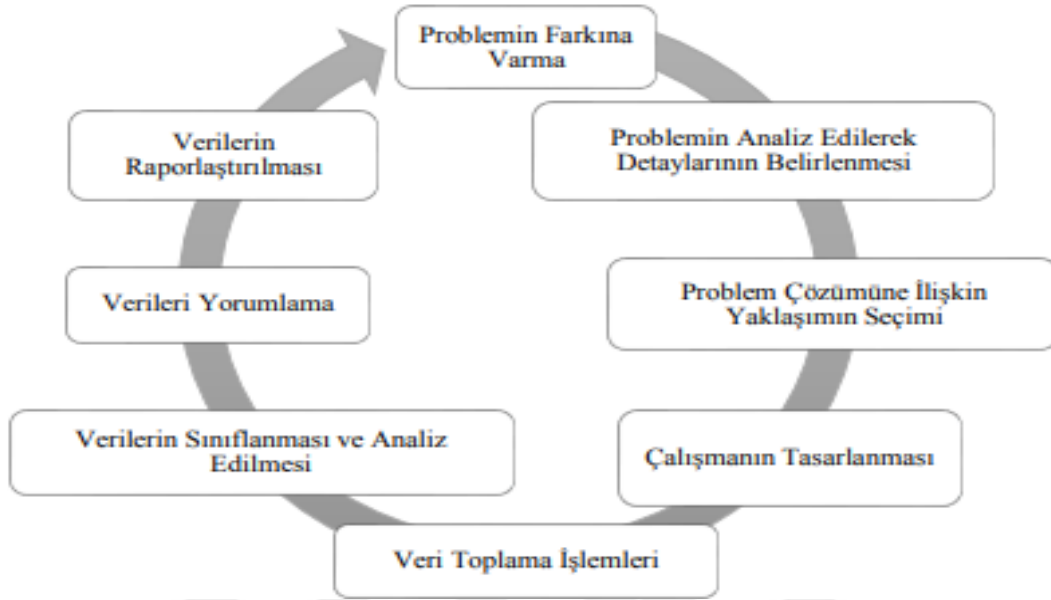 Problemin Farkına
Varma
Problemin Analiz Edilerek
Detaylarının Belirlenmesi
Problem Çözümüne İlişkin
Yaklaşımın Seçimi
Çalışmanın Tasarlanması
Veri Toplama İşlemleri
Verilerin Sınıflanması ve Analiz
Edilmesi
Verileri Yorumlama
Verilerin
Raporlaştırılması